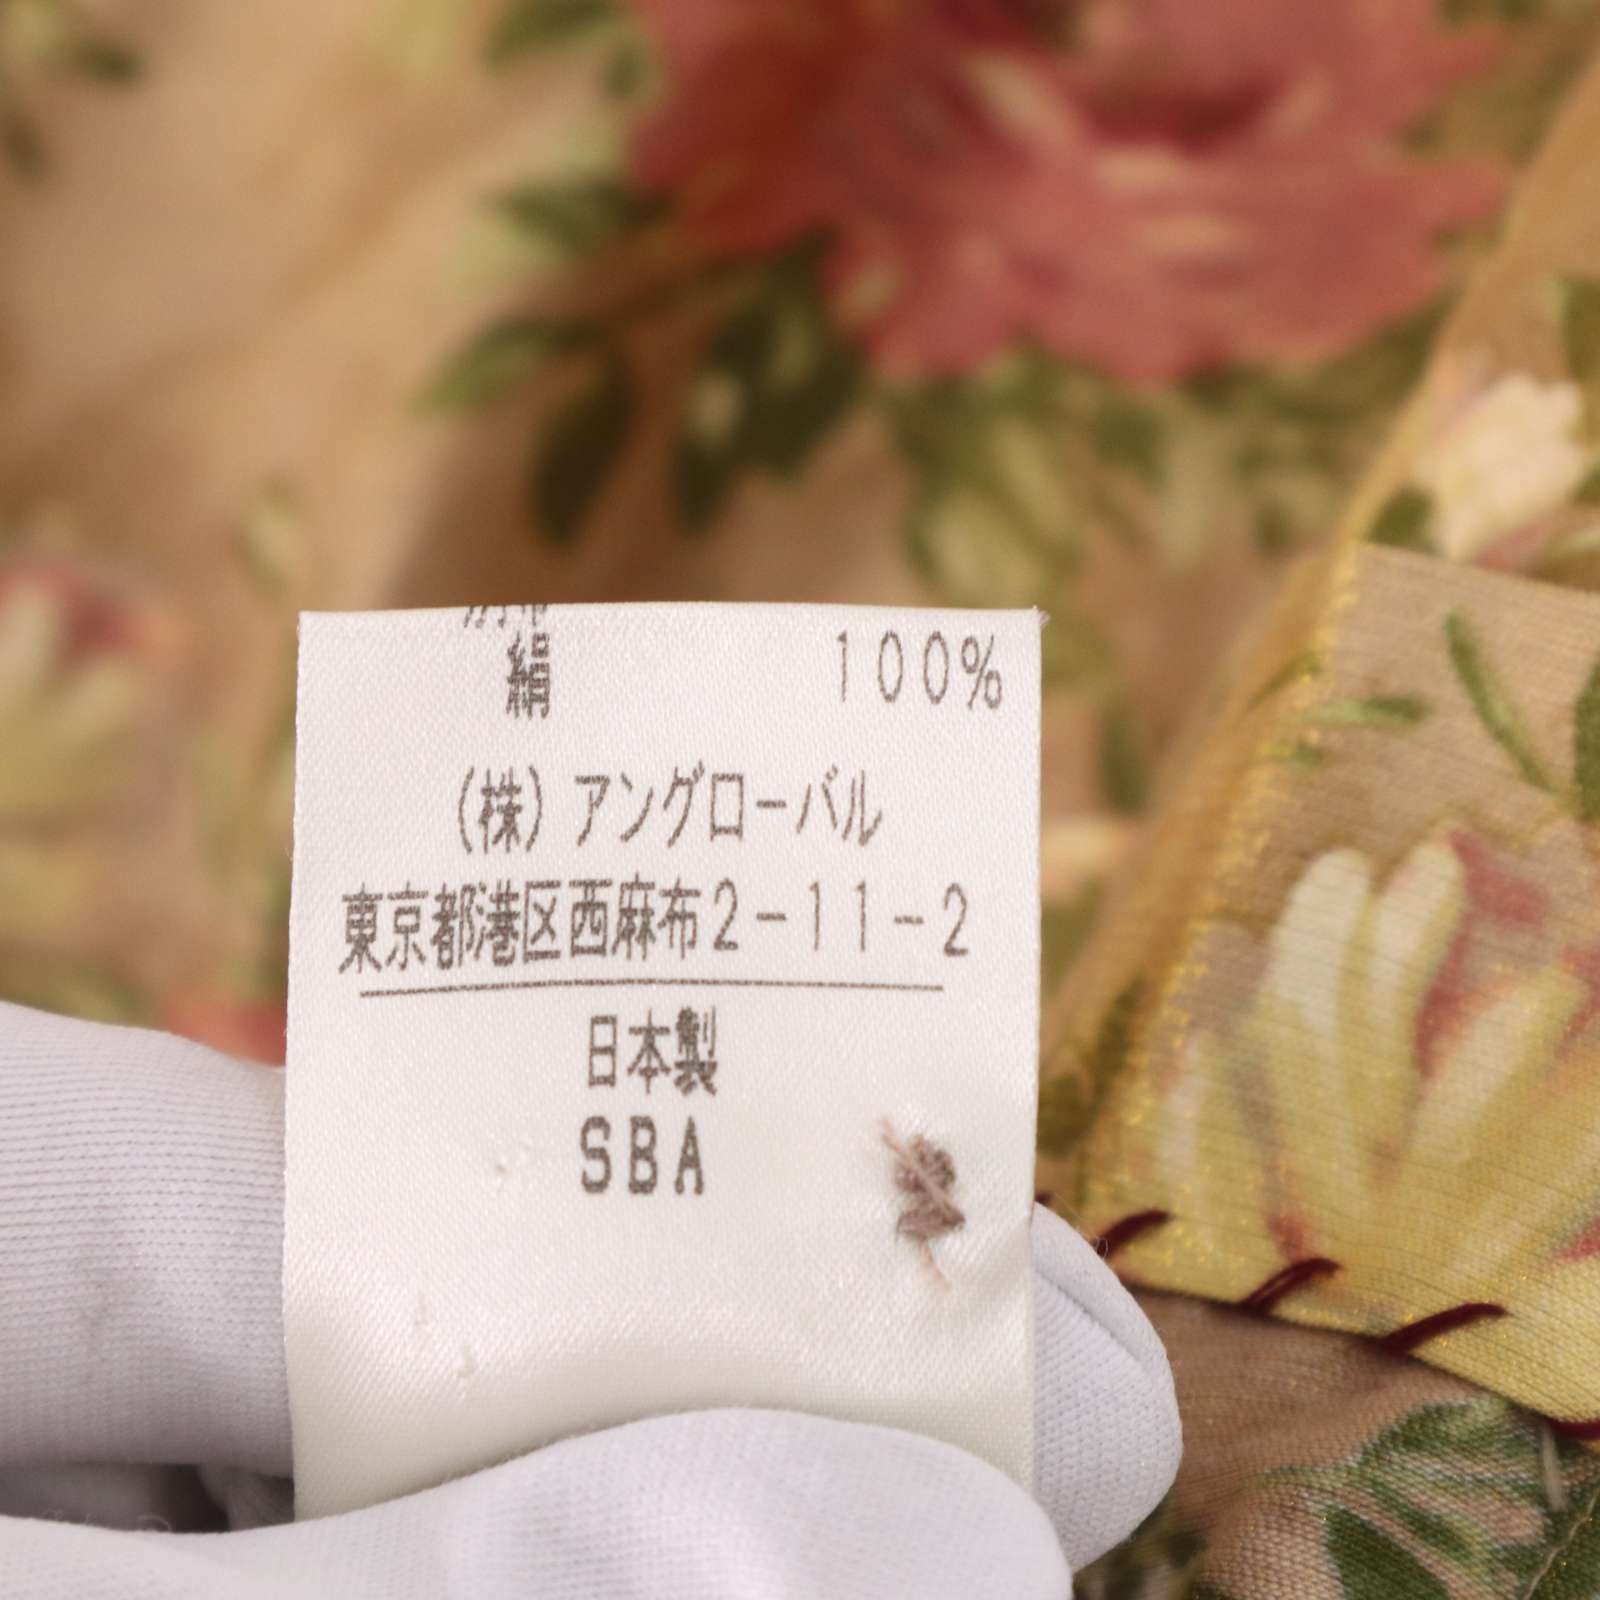 絹 100%
(株) アングローバル
東京都港区西麻布2-11-2
日本製
SBA